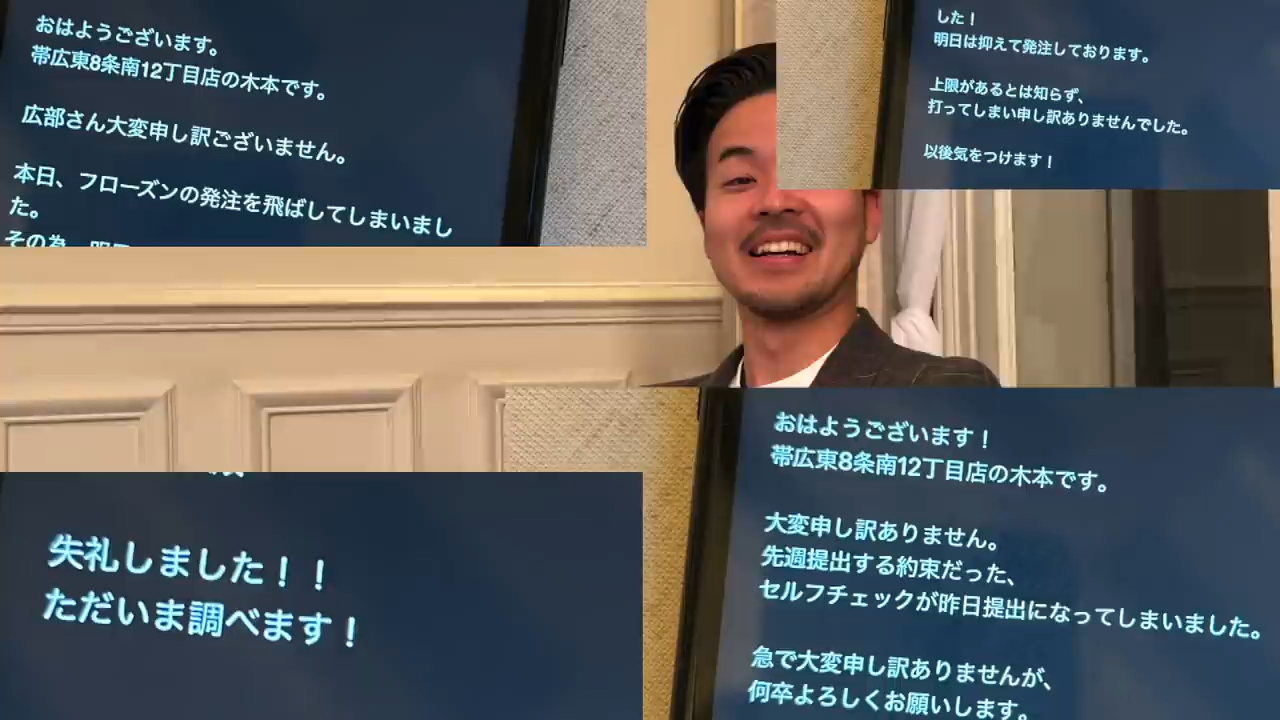 おはようございます。
帯広東8条南12丁目店の木本です。
広部さん大変申し訳ございません。
本日、フローズンの発注を飛ばしてしまいまし
た。
その為、明日
した！
明日は抑えて発注しております。
上限があるとは知らず、
打ってしまい申し訳ありませんでした。
以後気をつけます！
失礼しました！！
ただいま調べます！
おはようございます！
帯広東8条南12丁目店の木本です。
大変申し訳ありません。
先週提出する約束だった、
セルフチェックが昨日提出になってしまいました。
急で大変申し訳ありませんが、
何卒よろしくお願いします。